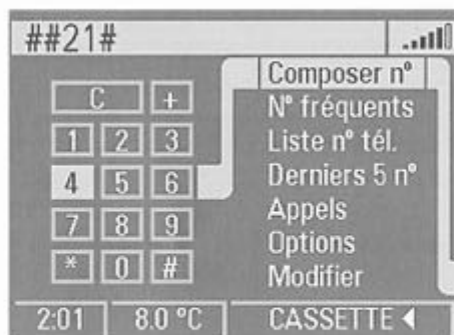 ##21#
C +
1 2 3
4 5 6
7 8 9
* 0 #
Composer n°
N° fréquents
Liste n° tél.
Derniers 5 n°
Appels
Options
Modifier
2:01 8.0 °C CASSETTE ◀